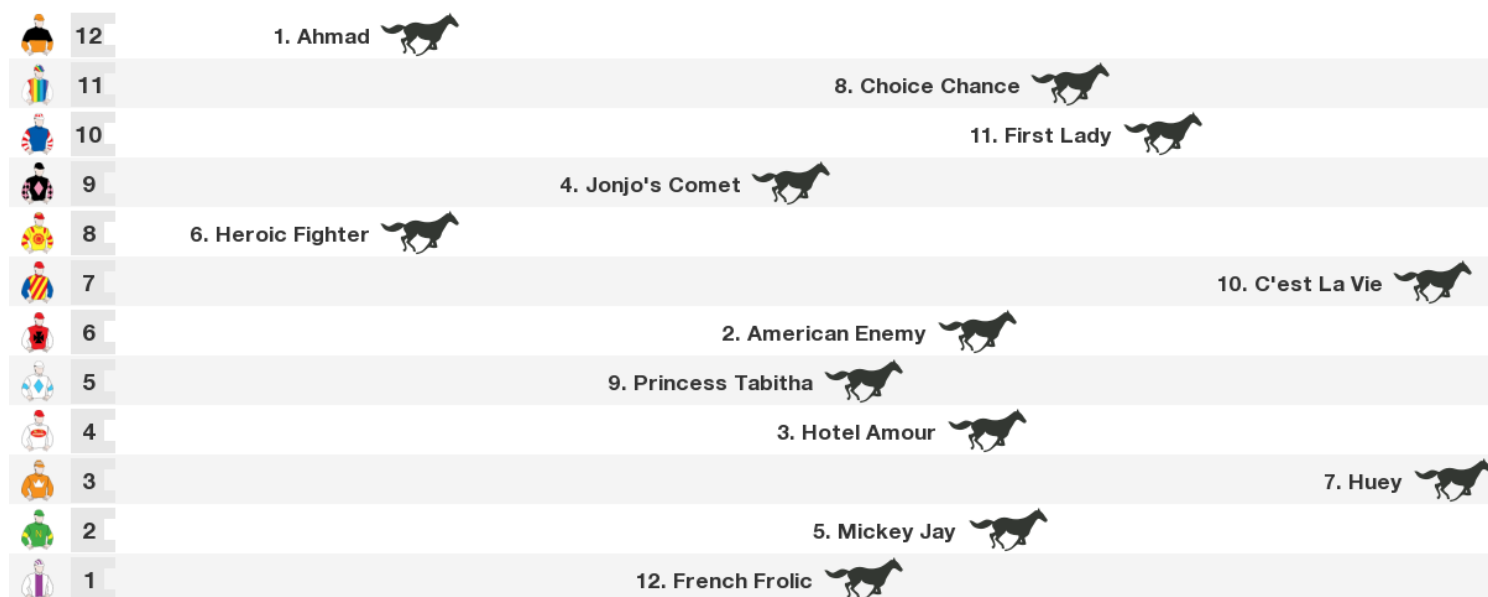 12 1. Ahmad
11 8. Choice Chance
10 11. First Lady
9 4. Jonjo's Comet
8 6. Heroic Fighter
7 10. C'est La Vie
6 2. American Enemy
5 9. Princess Tabitha
4 3. Hotel Amour
3 7. Huey
2 5. Mickey Jay
N
1 12. French Frolic